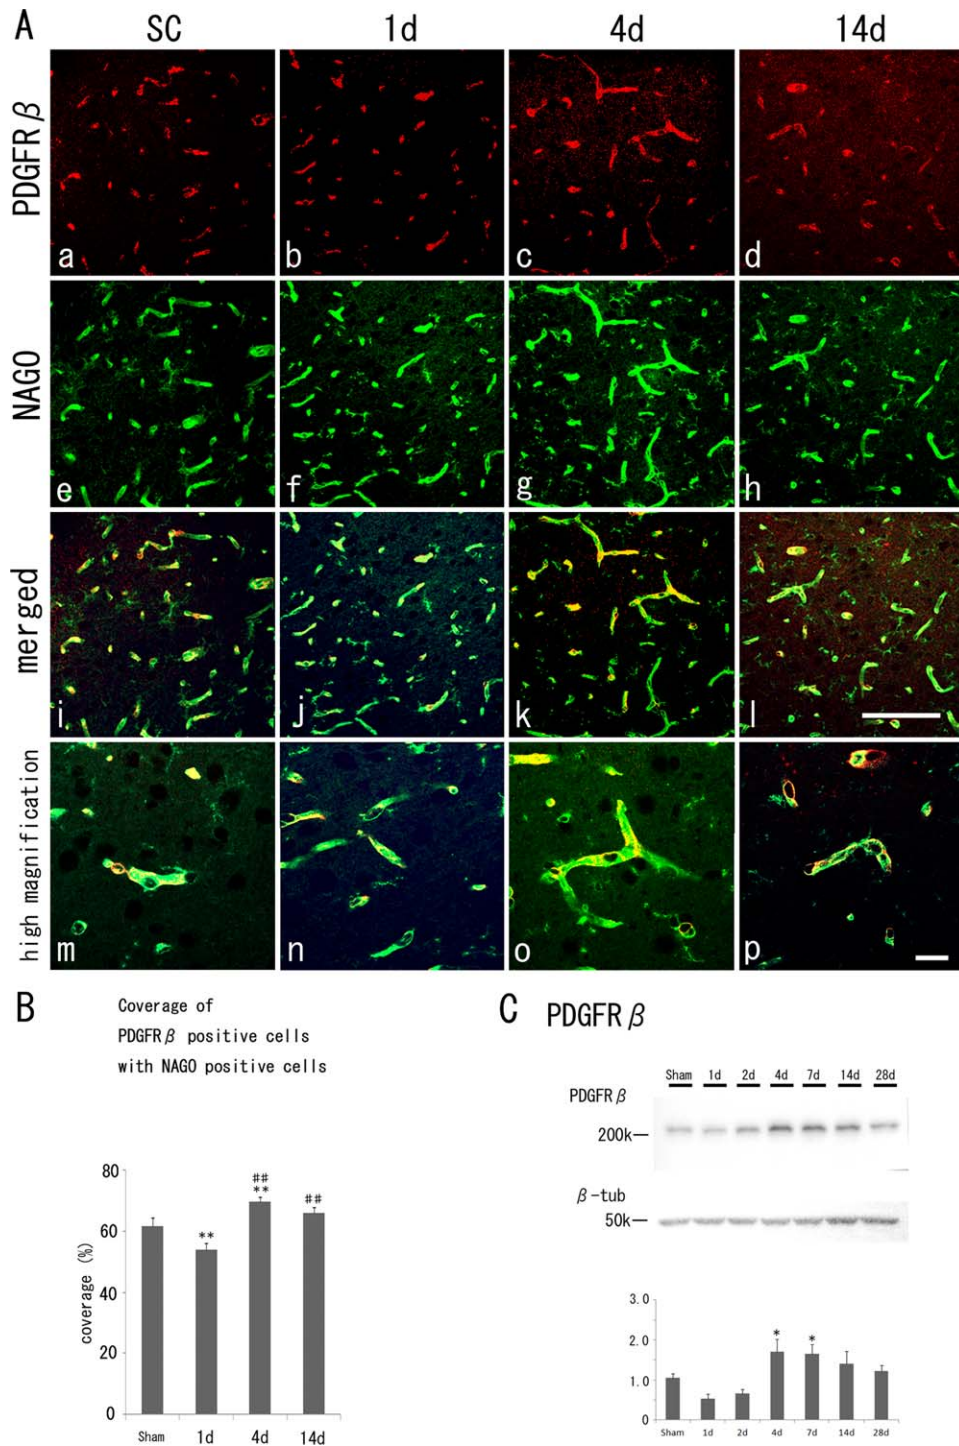 A SC 1d 4d 14d
PDGFR β
a b c d
NAGO
e f g h
merged
i j k l
high magnification
m n o p
B
Coverage of
PDGFR β positive cells
with NAGO positive cells
coverage (%)
80
60
40
20
0
**
##
**
##
Sham 1d 4d 14d
C PDGFR β
Sham 1d 2d 4d 7d 14d 28d
PDGFR β
200k
β-tub
50k
3.0
2.0
1.0
0
* *
Sham 1d 2d 4d 7d 14d 28d